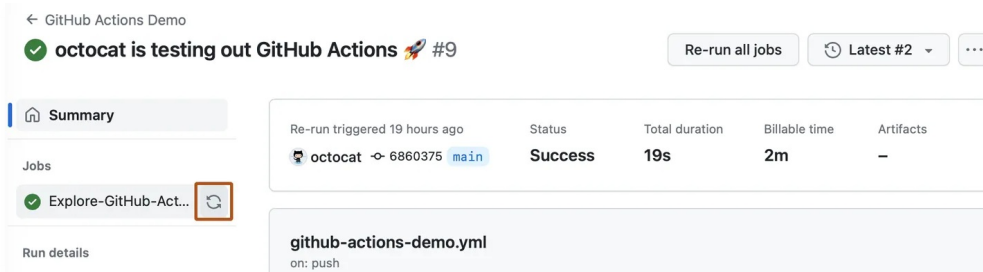 ← GitHub Actions Demo
octocat is testing out GitHub Actions 🚀 #9
Re-run all jobs
Latest #2
...
Summary
Jobs
Explore-GitHub-Act...
Run details
Re-run triggered 19 hours ago
octocat 6860375 main
Status
Success
Total duration
19s
Billable time
2m
Artifacts
–
github-actions-demo.yml
on: push